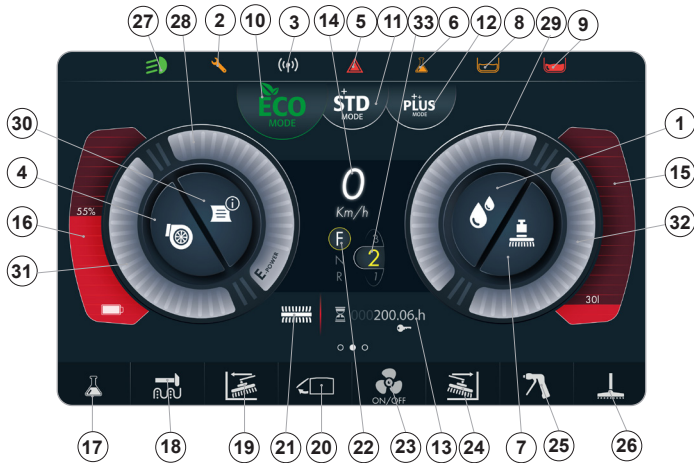 27 28 2 10 3 14 5 11 33 6 12 8 29 9
ECO
MODE
++
STD
MODE
++
PLUS
MODE
30
4
16
31
1
15
32
55%
0
Km/h
F
N
R
2
1
E-POWER
30l
000200.06.h
ON/OFF
17 18 19 21 20 22 23 13 24 7 25 26